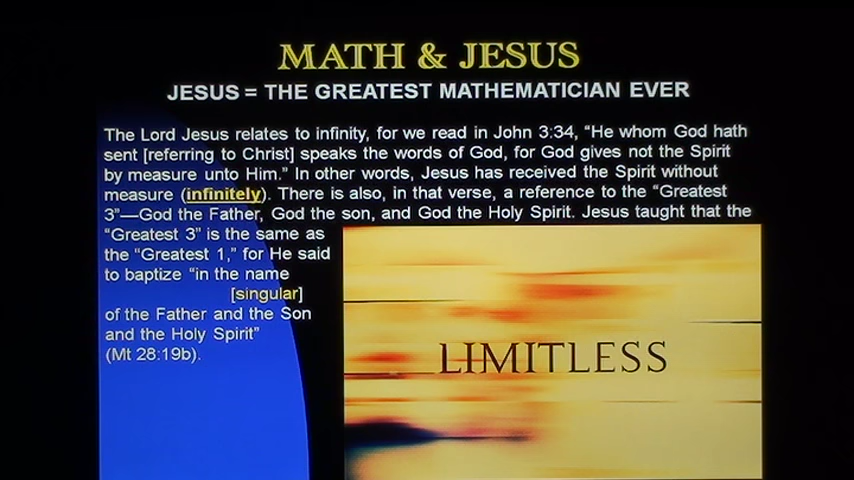 MATH & JESUS
JESUS = THE GREATEST MATHEMATICIAN EVER
The Lord Jesus relates to infinity, for we read in John 3:34, “He whom God hath
sent [referring to Christ] speaks the words of God, for God gives not the Spirit
by measure unto Him.” In other words, Jesus has received the Spirit without
measure (infinitely). There is also, in that verse, a reference to the “Greatest
3”—God the Father, God the son, and God the Holy Spirit. Jesus taught that the
“Greatest 3” is the same as
the “Greatest 1,” for He said
to baptize “in the name
[singular]
of the Father and the Son
and the Holy Spirit”
(Mt 28:19b).
LIMITLESS